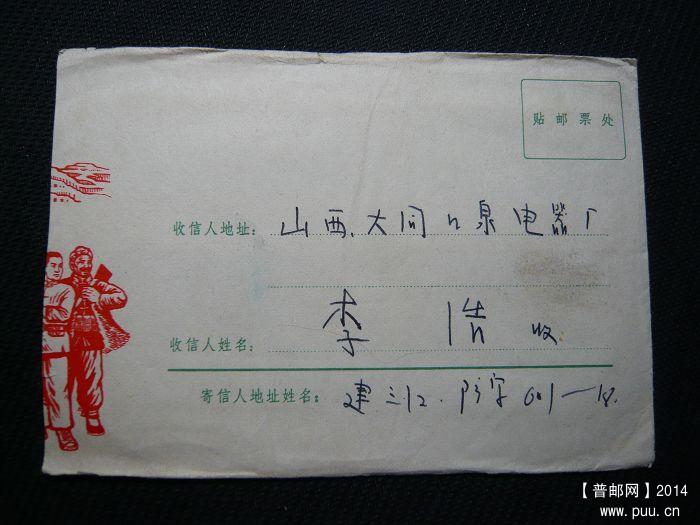 贴邮票处
收信人地址: 山西.大同口泉电器厂
收信人姓名: 李浩 收
寄信人地址姓名: 建三江.
【普邮网】2014
www.puu.cn